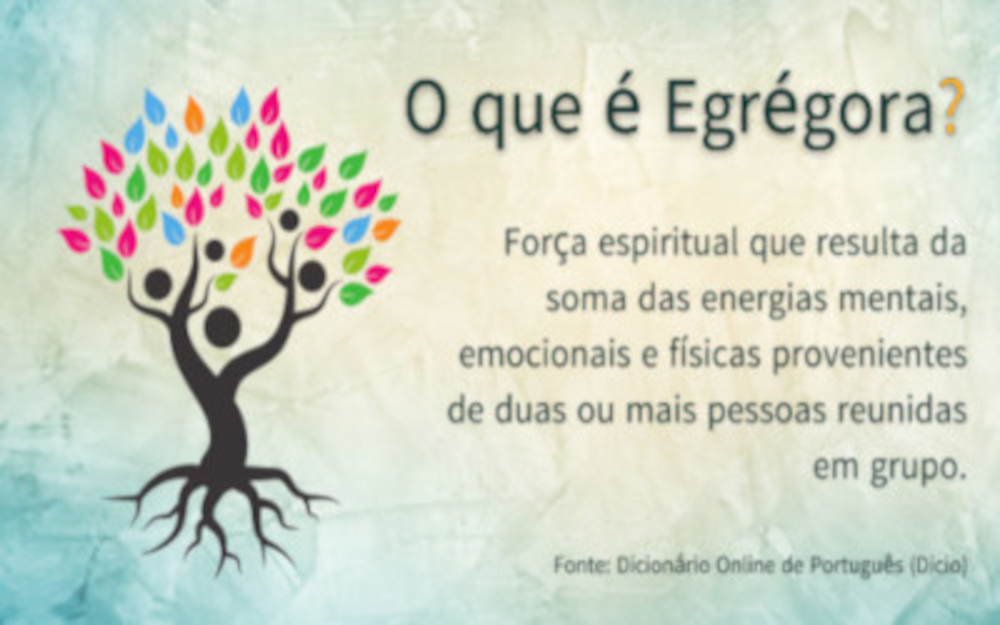 O que é Egrégora?
Força espiritual que resulta da
soma das energias mentais,
emocionais e físicas provenientes
de duas ou mais pessoas reunidas
em grupo.
Fonte: Dicionário Online de Português (Dicio)